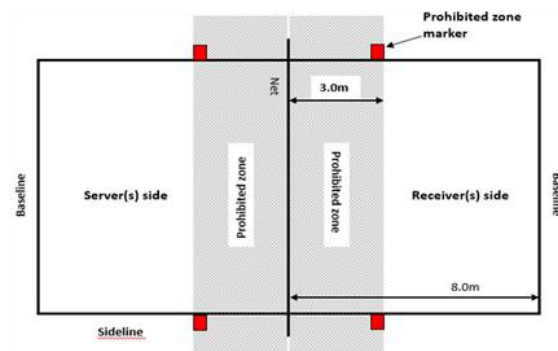 Prohibited zone
marker
3.0m
Net
Baseline
Server(s) side
Prohibited zone
Prohibited zone
Receiver(s) side
Baseline
8.0m
Sideline